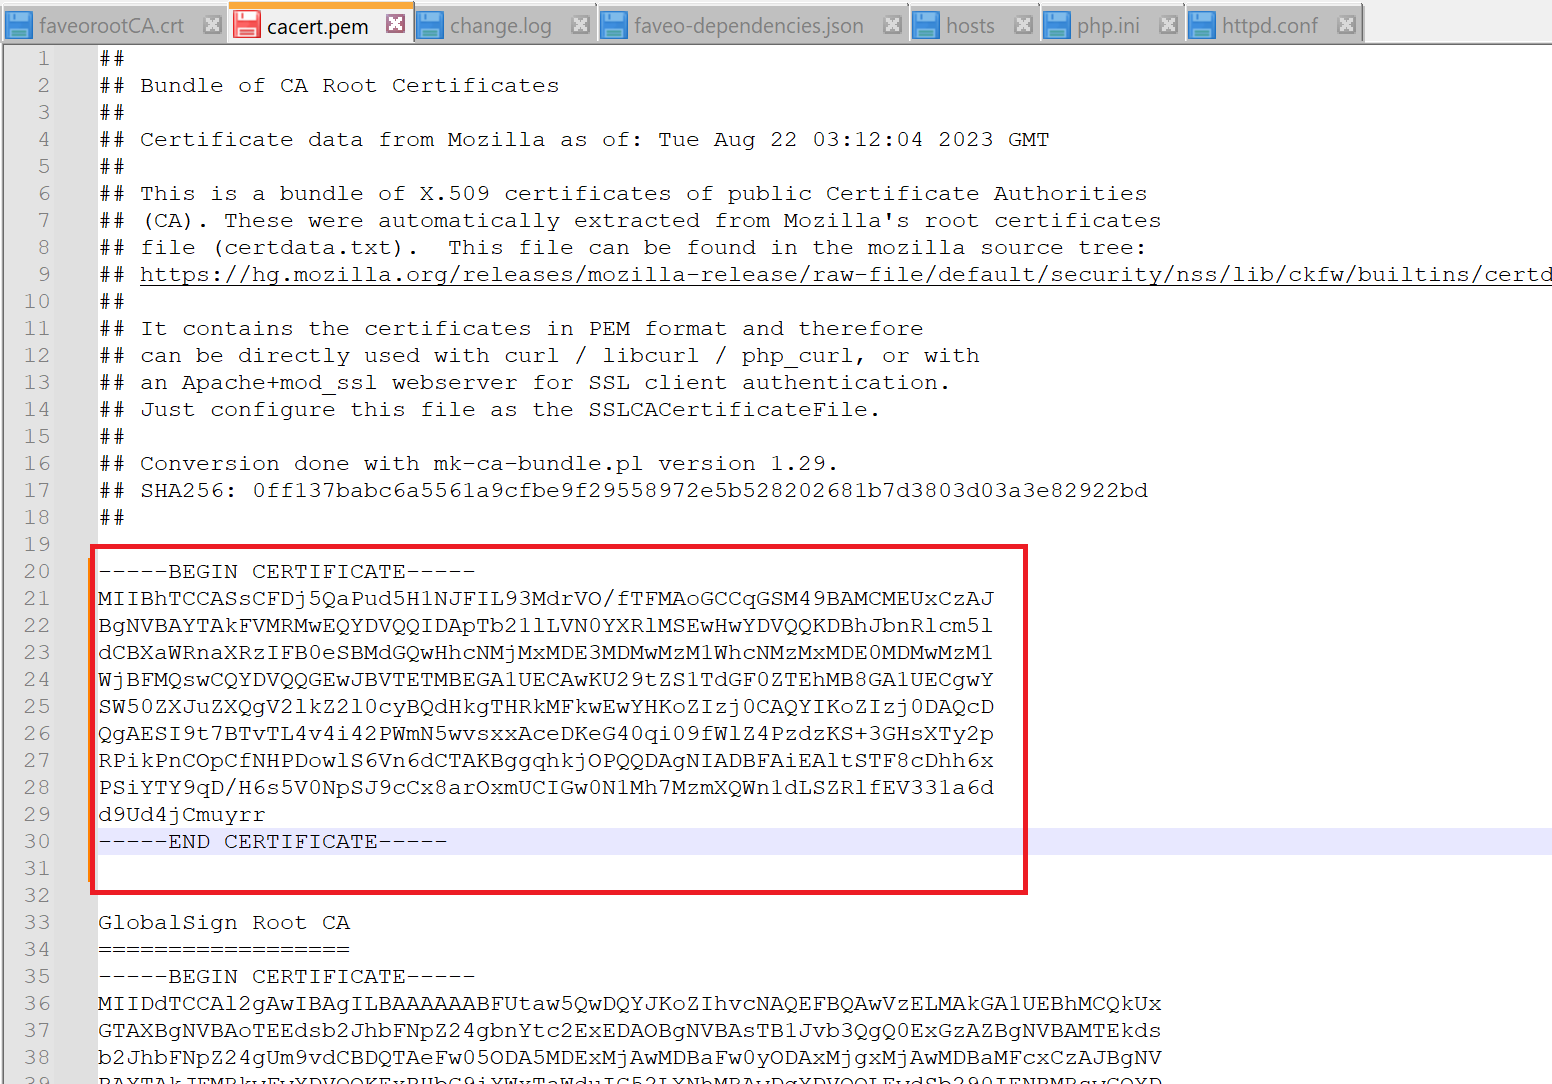 faveorootCA.crt cacert.pem change.log faveo-dependencies.json hosts php.ini httpd.conf
1 ##
2 ## Bundle of CA Root Certificates
3 ##
4 ## Certificate data from Mozilla as of: Tue Aug 22 03:12:04 2023 GMT
5 ##
6 ## This is a bundle of X.509 certificates of public Certificate Authorities
7 ## (CA). These were automatically extracted from Mozilla's root certificates
8 ## file (certdata.txt).  This file can be found in the mozilla source tree:
9 ## https://hg.mozilla.org/releases/mozilla-release/raw-file/default/security/nss/lib/ckfw/builtins/certd
10 ##
11 ## It contains the certificates in PEM format and therefore
12 ## can be directly used with curl / libcurl / php_curl, or with
13 ## an Apache+mod_ssl webserver for SSL client authentication.
14 ## Just configure this file as the SSLCACertificateFile.
15 ##
16 ## Conversion done with mk-ca-bundle.pl version 1.29.
17 ## SHA256: 0ff137babc6a5561a9cfbe9f29558972e5b528202681b7d3803d03a3e82922bd
18 ##
19
20 -----BEGIN CERTIFICATE-----
21 MIIBhTCCASsCFDj5QaPud5H1NJFIL93MdrVO/fTFMAoGCCqGSM49BAMCMEUxCzAJ
22 BgNVBAYTAkFVMRMwEQYDVQQIDApTb21lLVN0YXRlMSEwHwYDVQQKDBhJbnRlcm5l
23 dCBXaWRnaXRzIFB0eSBMdGQwHhcNMjMxMDE3MDMwMzM1WhcNMzMxMDE0MDMwMzM1
24 WjBFMQswCQYDVQQGEwJBVTETMBEGA1UECAwKU29tZS1TdGF0ZTEhMB8GA1UECgwY
25 SW50ZXJuZXQgV2lkZ2l0cyBQdHkgTHRkMFkwEwYHKoZIzj0CAQYIKoZIzj0DAQcD
26 QgAESI9t7BTvTL4v4i42PWmN5wvsxxAceDKeG40qi09fWlZ4PzdzKS+3GHsXTy2p
27 RPikPnCOpCfNHPDowlS6Vn6dCTAKBggqhkjOPQQDAgNIADBFAiEAltSTF8cDhh6x
28 PSiYTY9qD/H6s5V0NpSJ9cCx8arOxmUCIGw0N1Mh7MzmXQWn1dLSZRlfEV331a6d
29 d9Ud4jCmuyrr
30 -----END CERTIFICATE-----
31
32
33 GlobalSign Root CA
34 ==================
35 -----BEGIN CERTIFICATE-----
36 MIIDdTCCAl2gAwIBAgILBAAAAAABFUtaw5QwDQYJKoZIhvcNAQEFBQAwVzELMAkGA1UEBhMCQkUx
37 GTAXBgNVBAoTEEdsb2JhbFNpZ24gbnYtc2ExEDAOBgNVBAsTB1Jvb3QgQ0ExGzAZBgNVBAMTEkds
38 b2JhbFNpZ24gUm9vdCBDQTAeFw05ODA5MDExMjAwMDBaFw0yODAxMjgxMjAwMDBaMFcxCzAJBgNV